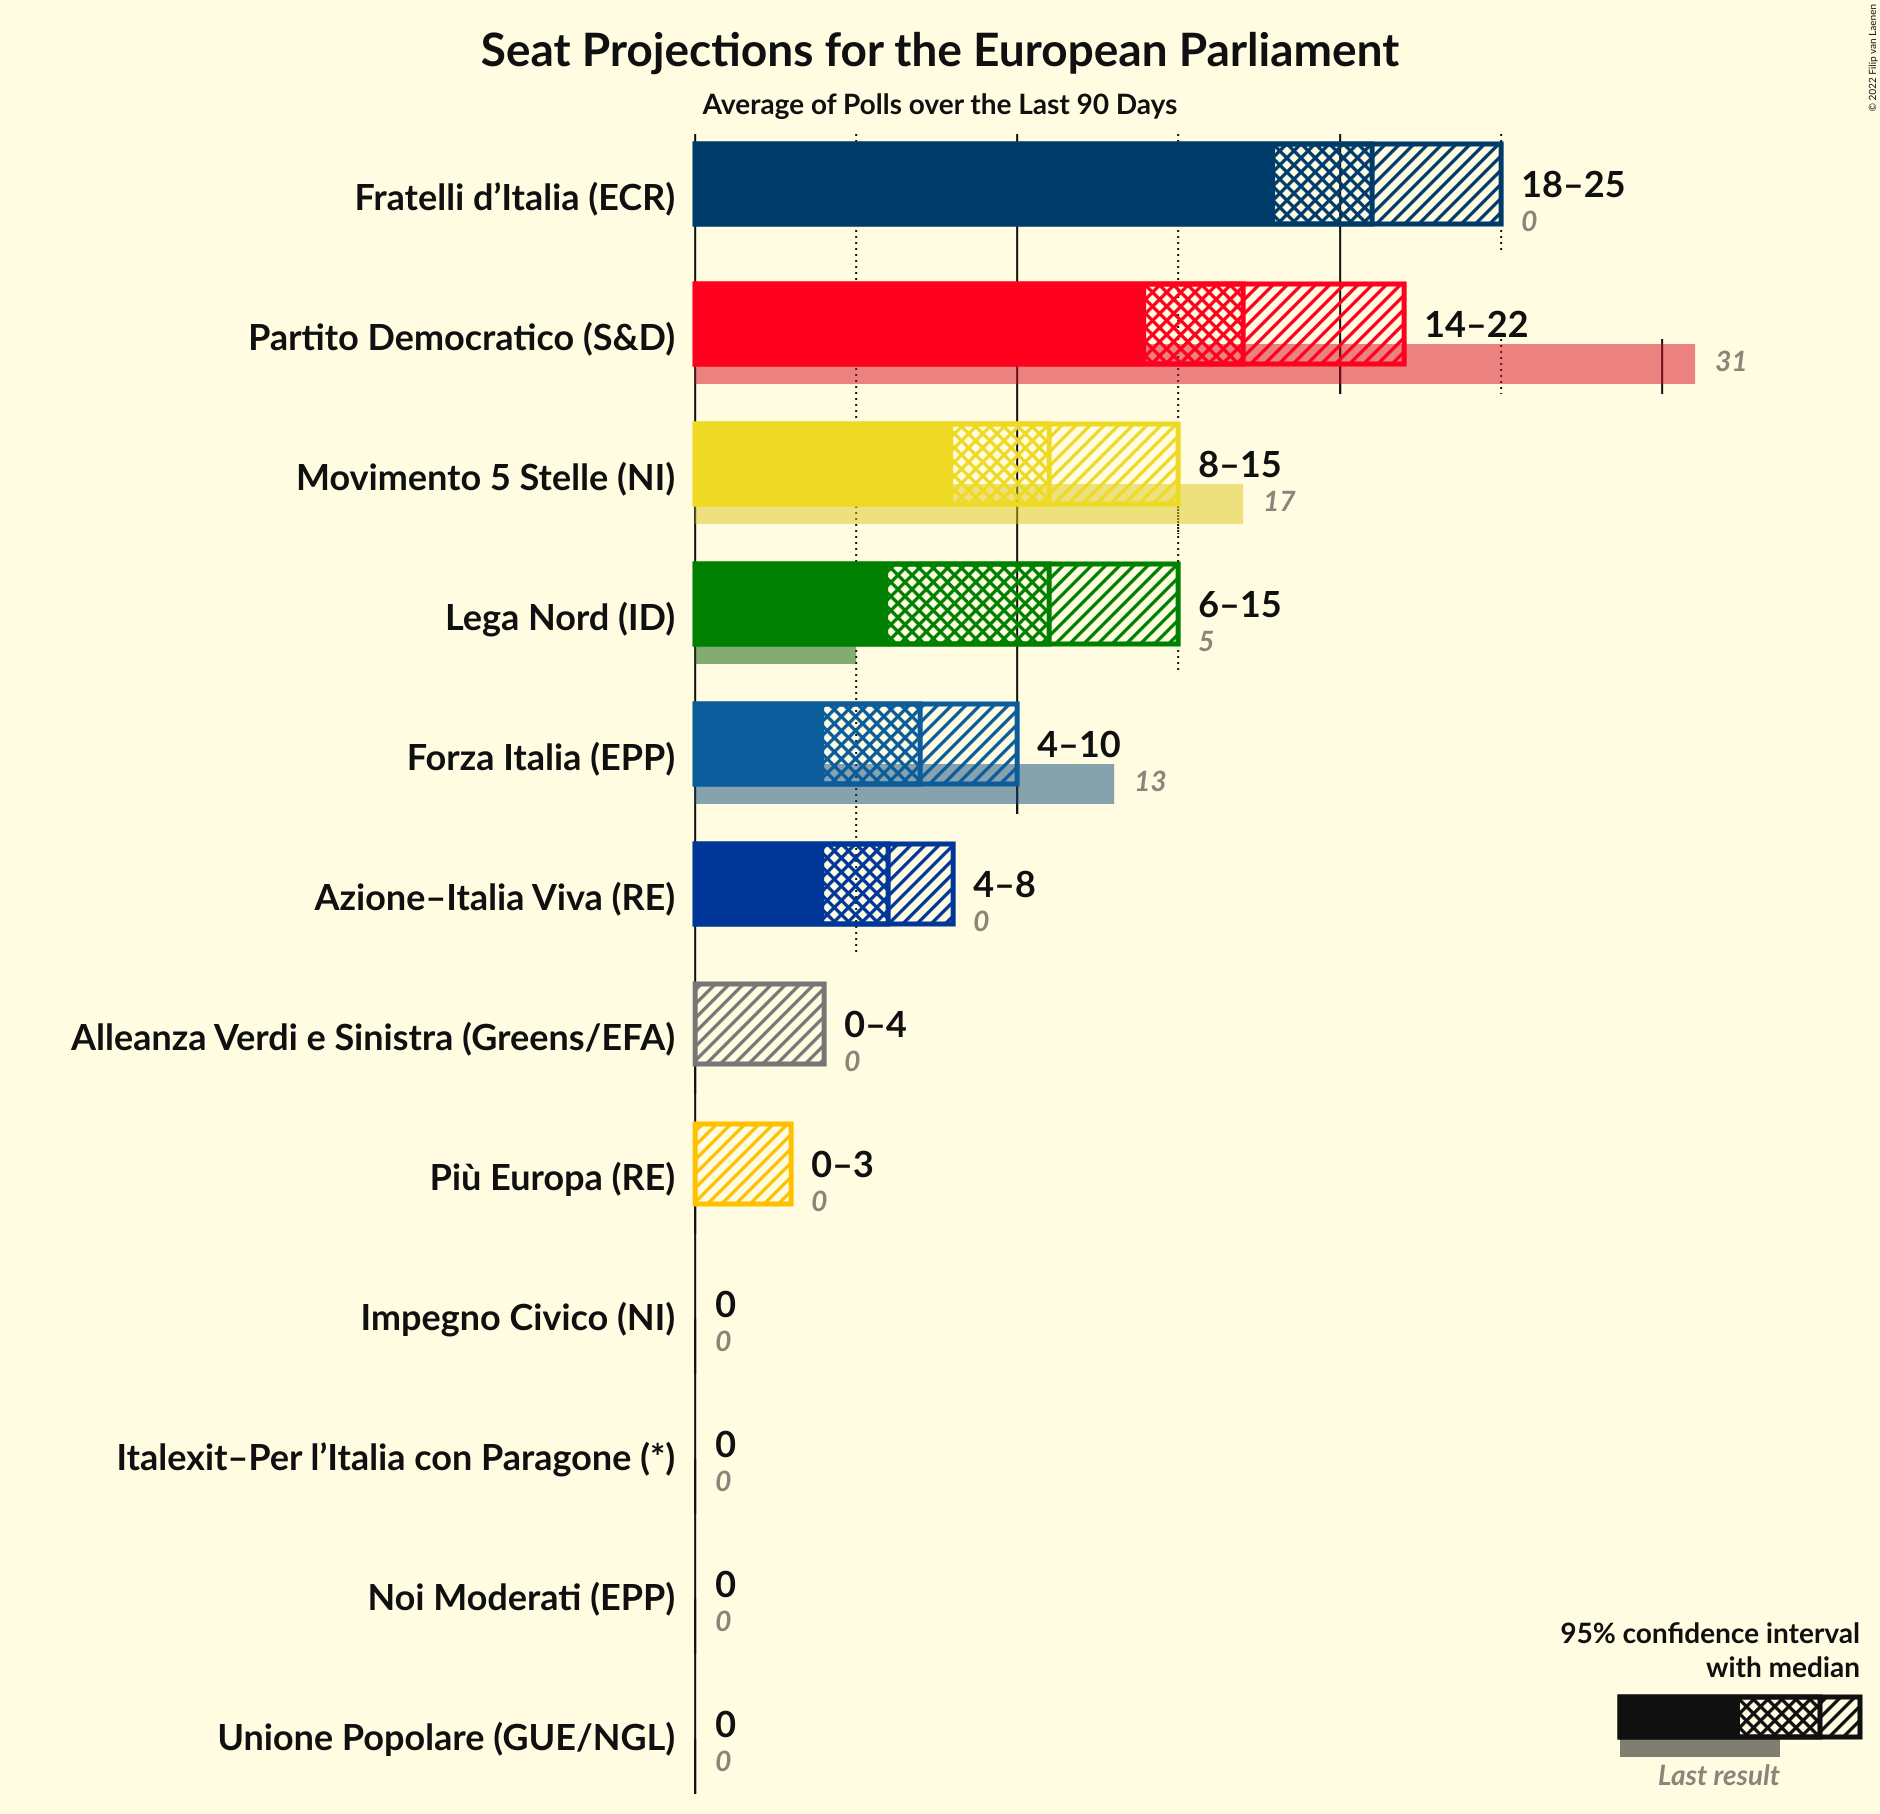 Seat Projections for the European Parliament
Average of Polls over the Last 90 Days
© 2022 Filip van Laenen
Fratelli d’Italia (ECR)
18–25
0
Partito Democratico (S&D)
14–22
31
Movimento 5 Stelle (NI)
8–15
17
Lega Nord (ID)
6–15
5
Forza Italia (EPP)
4–10
13
Azione–Italia Viva (RE)
4–8
0
Alleanza Verdi e Sinistra (Greens/EFA)
0–4
0
Più Europa (RE)
0–3
0
Impegno Civico (NI)
0
0
Italexit–Per l’Italia con Paragone (*)
0
0
Noi Moderati (EPP)
0
0
Unione Popolare (GUE/NGL)
0
0
95% confidence interval
with median
Last result